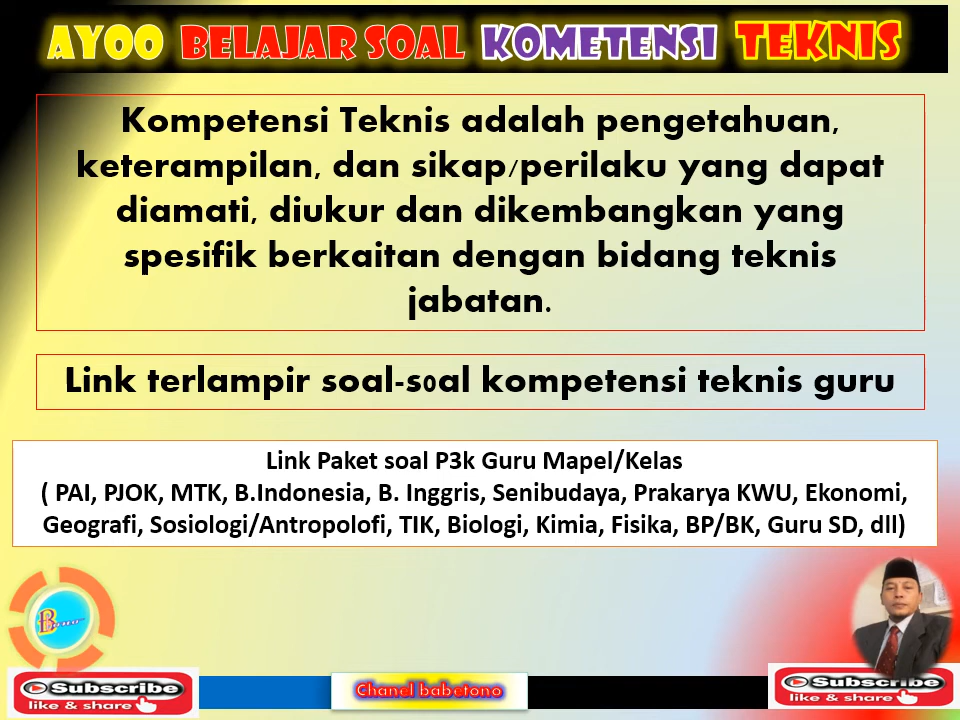 AYOO BELAJAR SOAL KOMETENSI TEKNIS
Kompetensi Teknis adalah pengetahuan,
keterampilan, dan sikap/perilaku yang dapat
diamati, diukur dan dikembangkan yang
spesifik berkaitan dengan bidang teknis
jabatan.
Link terlampir soal-s0al kompetensi teknis guru
Link Paket soal P3k Guru Mapel/Kelas
( PAI, PJOK, MTK, B.Indonesia, B. Inggris, Senibudaya, Prakarya KWU, Ekonomi,
Geografi, Sosiologi/Antropolofi, TIK, Biologi, Kimia, Fisika, BP/BK, Guru SD, dll)
Subscribe
like & share
Chanel babetono
Subscribe
like & share